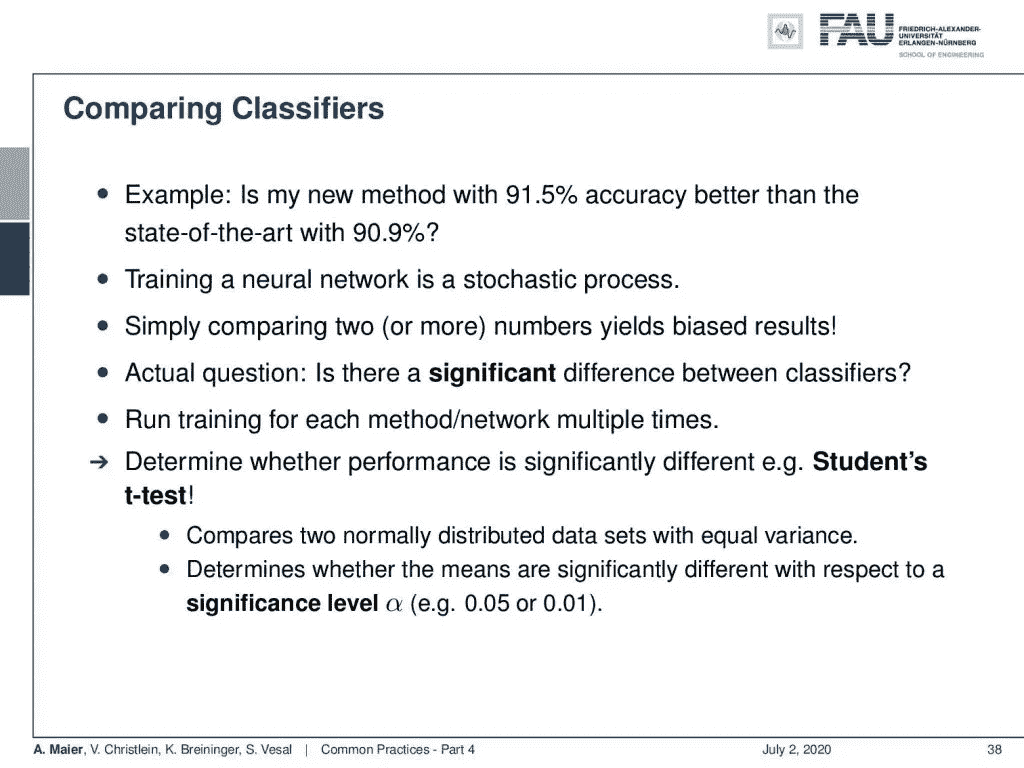 FAU
FRIEDRICH-ALEXANDER-
UNIVERSITÄT
ERLANGEN-NÜRNBERG
SCHOOL OF ENGINEERING
Comparing Classifiers
• Example: Is my new method with 91.5% accuracy better than the
state-of-the-art with 90.9%?
• Training a neural network is a stochastic process.
• Simply comparing two (or more) numbers yields biased results!
• Actual question: Is there a significant difference between classifiers?
• Run training for each method/network multiple times.
→ Determine whether performance is significantly different e.g. Student’s
t-test!
• Compares two normally distributed data sets with equal variance.
• Determines whether the means are significantly different with respect to a
significance level α (e.g. 0.05 or 0.01).
A. Maier, V. Christlein, K. Breininger, S. Vesal | Common Practices - Part 4 July 2, 2020 38